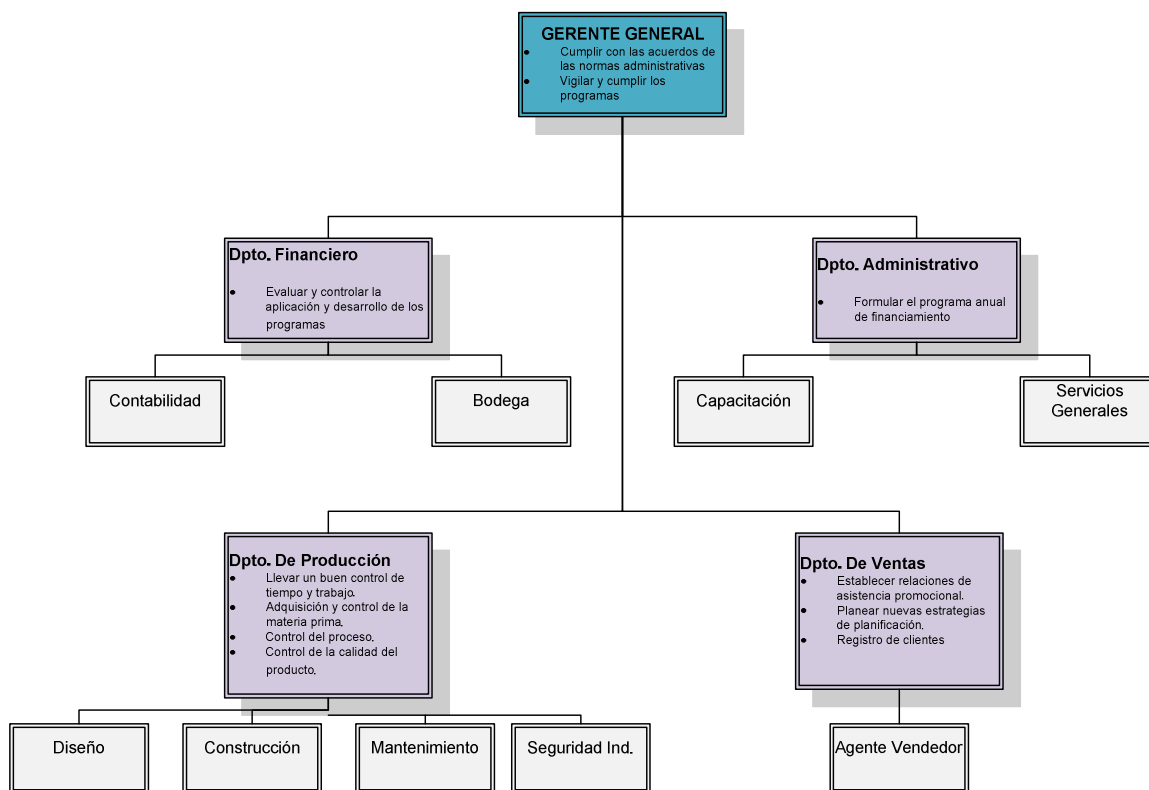 GERENTE GENERAL
• Cumplir con las acuerdos de
las normas administrativas
• Vigilar y cumplir los
programas
Dpto. Financiero
• Evaluar y controlar la
aplicación y desarrollo de los
programas
Dpto. Administrativo
• Formular el programa anual
de financiamiento
Contabilidad
Bodega
Capacitación
Servicios
Generales
Dpto. De Producción
• Llevar un buen control de
tiempo y trabajo.
• Adquisición y control de la
materia prima.
• Control del proceso.
• Control de la calidad del
producto.
Dpto. De Ventas
• Establecer relaciones de
asistencia promocional.
• Planear nuevas estrategias
de planificación.
• Registro de clientes
Diseño
Construcción
Mantenimiento
Seguridad Ind.
Agente Vendedor